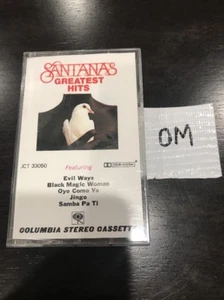 SANTANA'S
GREATEST
HITS
JCT 33050
Featuring
Evil Ways
Black Magic Woman
Oye Como Va
Jingo
Samba Pa Ti
COLUMBIA STEREO CASSETTE
OM